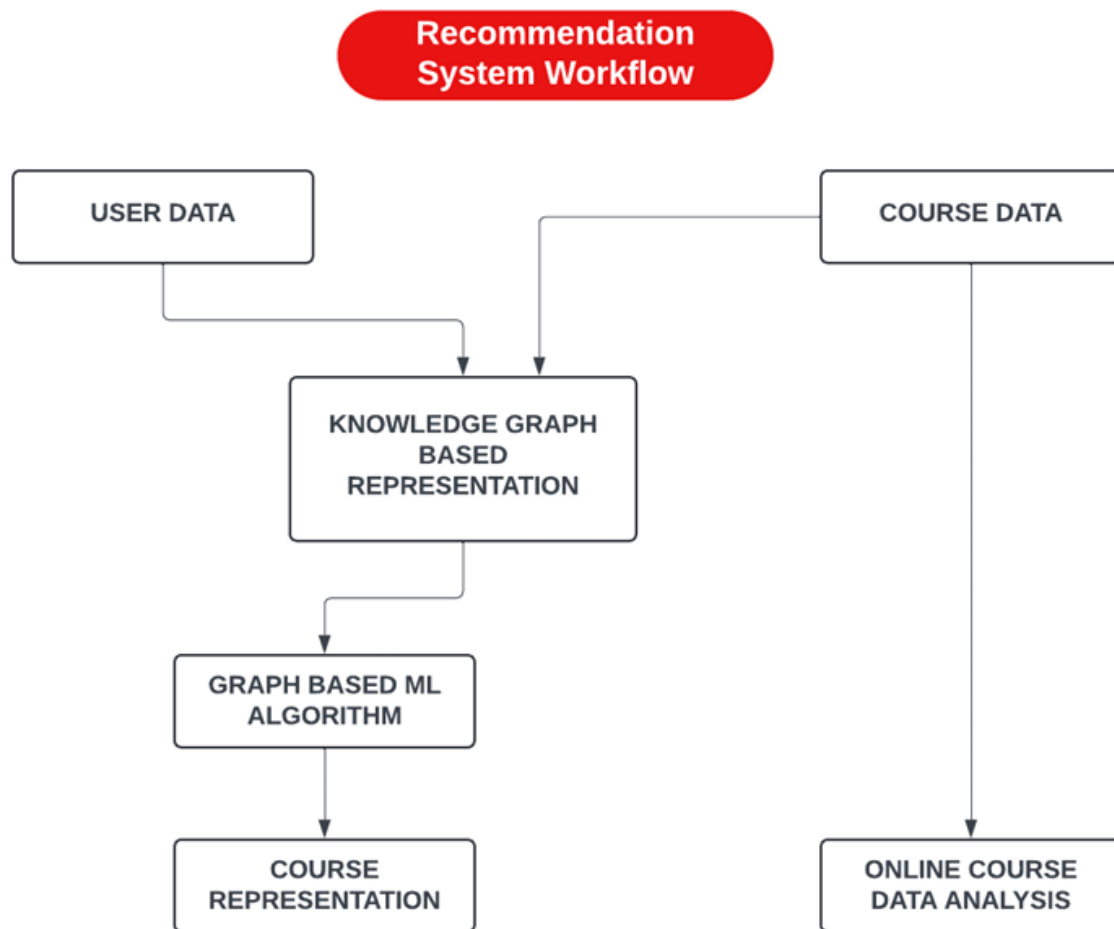 Recommendation
System Workflow
USER DATA
COURSE DATA
KNOWLEDGE GRAPH
BASED
REPRESENTATION
GRAPH BASED ML
ALGORITHM
COURSE
REPRESENTATION
ONLINE COURSE
DATA ANALYSIS